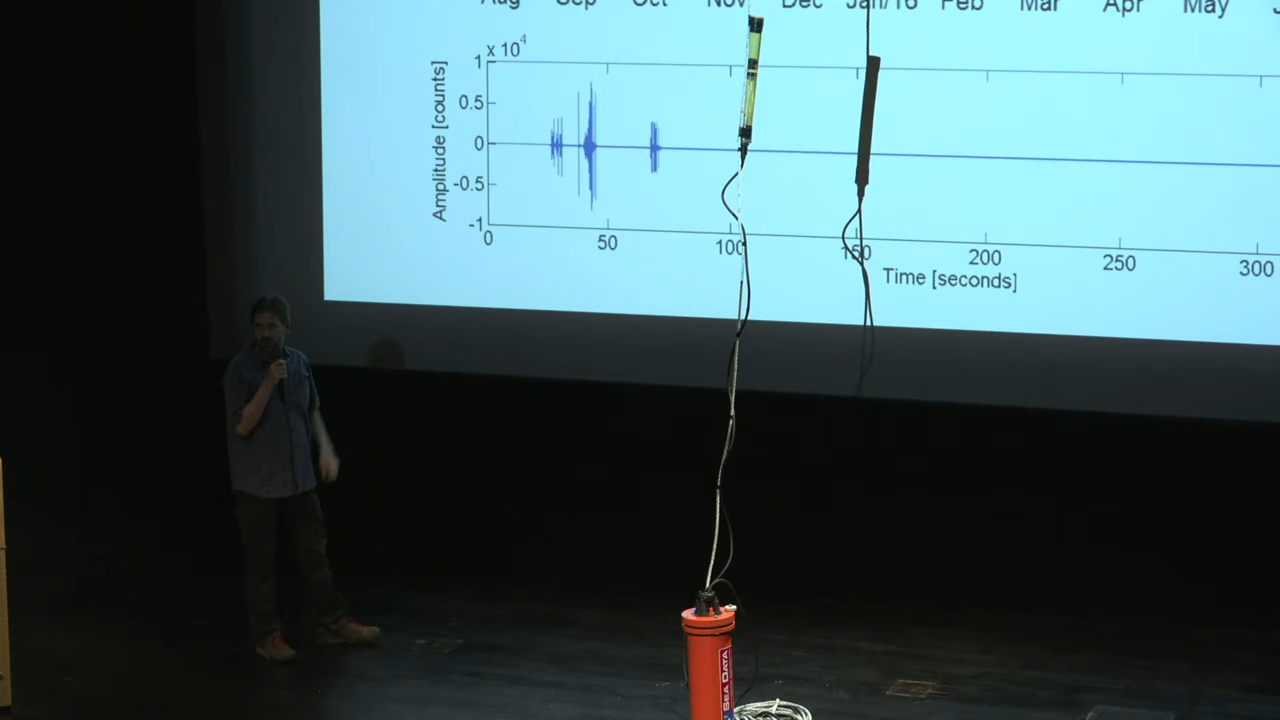 Aug Sep Oct Nov Dec Jan/16 Feb Mar Apr May
x 10⁴
Amplitude [counts]
1
0.5
0
-0.5
-1
0 50 100 150 200 250 300
Time [seconds]
SEA DATA